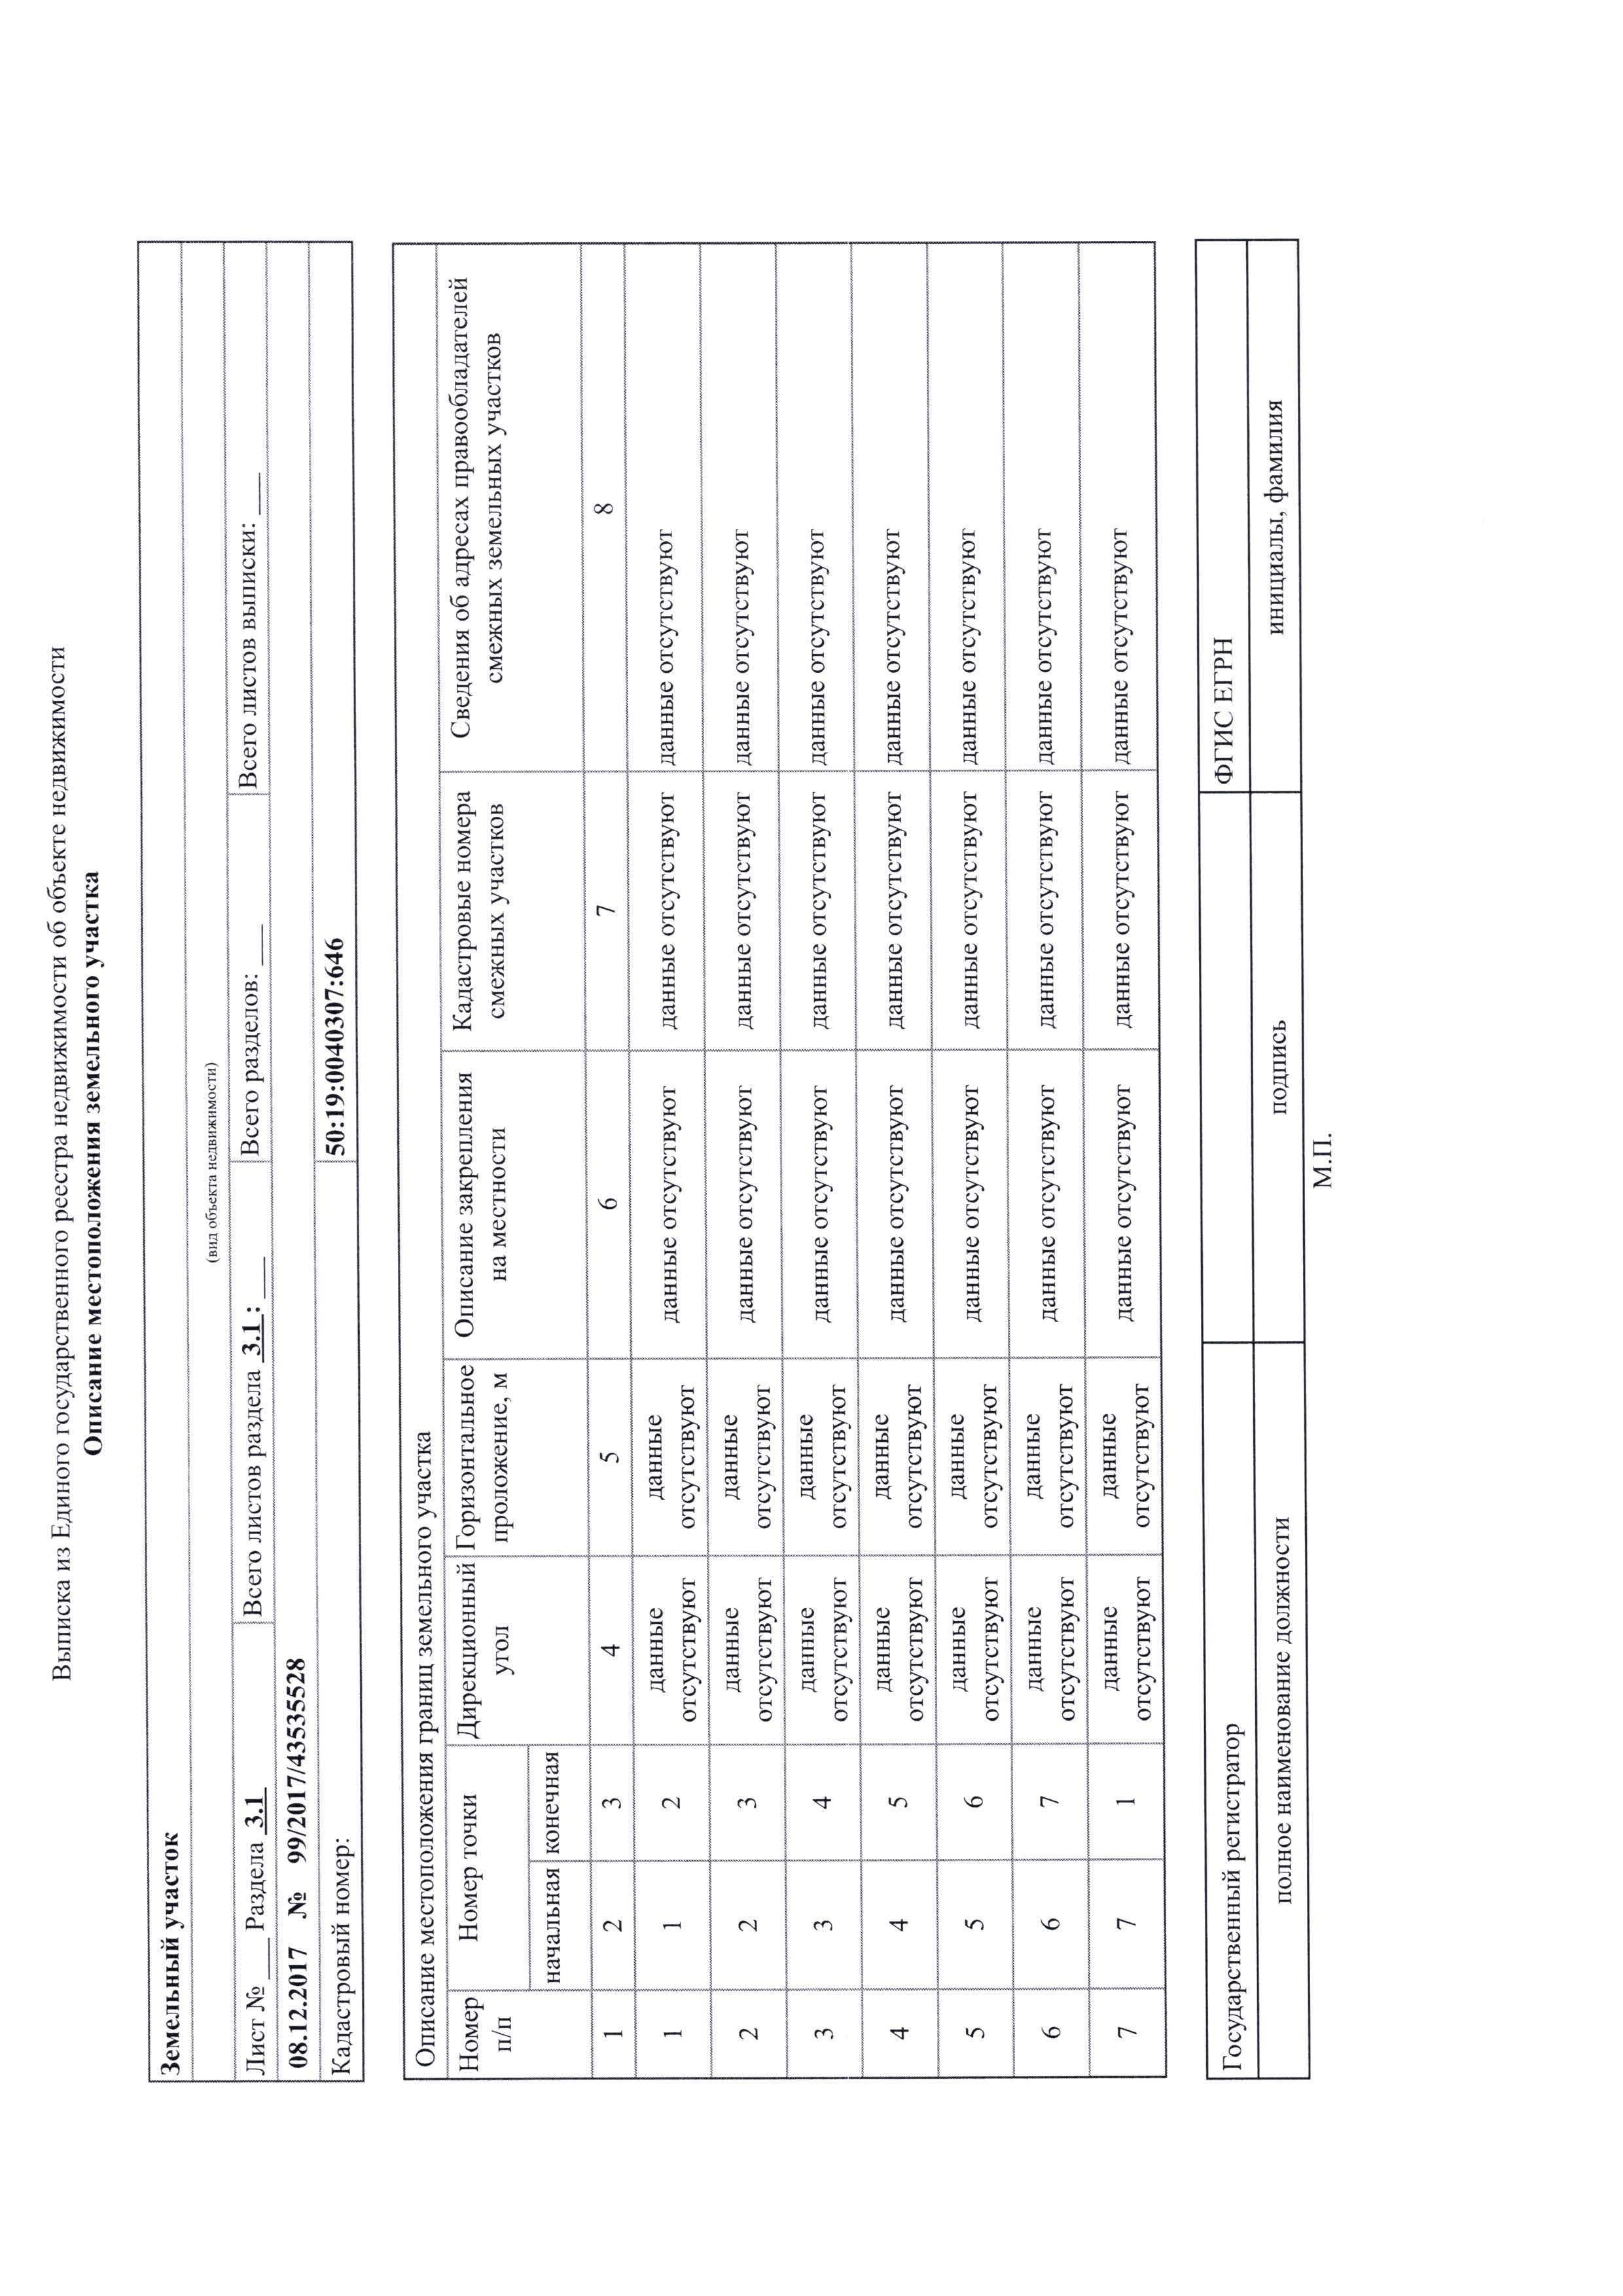 Выписка из Единого государственного реестра недвижимости об объекте недвижимости
Описание местоположения земельного участка
Земельный участок
(вид объекта недвижимости)
Лист № ___ Раздела 3.1 Всего листов раздела 3.1 : ___ Всего разделов: ___ Всего листов выписки: ___
08.12.2017 № 99/2017/43535528
Кадастровый номер: 50:19:0040307:646
Описание местоположения границ земельного участка
Номер п/п Номер точки Дирекционный угол Горизонтальное проложение, м Описание закрепления на местности Кадастровые номера смежных участков Сведения об адресах правообладателей смежных земельных участков
начальная конечная
1 2 3 4 5 6 7 8
1 1 2 данные отсутствуют данные отсутствуют данные отсутствуют данные отсутствуют данные отсутствуют
2 2 3 данные отсутствуют данные отсутствуют данные отсутствуют данные отсутствуют данные отсутствуют
3 3 4 данные отсутствуют данные отсутствуют данные отсутствуют данные отсутствуют данные отсутствуют
4 4 5 данные отсутствуют данные отсутствуют данные отсутствуют данные отсутствуют данные отсутствуют
5 5 6 данные отсутствуют данные отсутствуют данные отсутствуют данные отсутствуют данные отсутствуют
6 6 7 данные отсутствуют данные отсутствуют данные отсутствуют данные отсутствуют данные отсутствуют
7 7 1 данные отсутствуют данные отсутствуют данные отсутствуют данные отсутствуют данные отсутствуют
Государственный регистратор ФГИС ЕГРН
полное наименование должности подпись инициалы, фамилия
М.П.